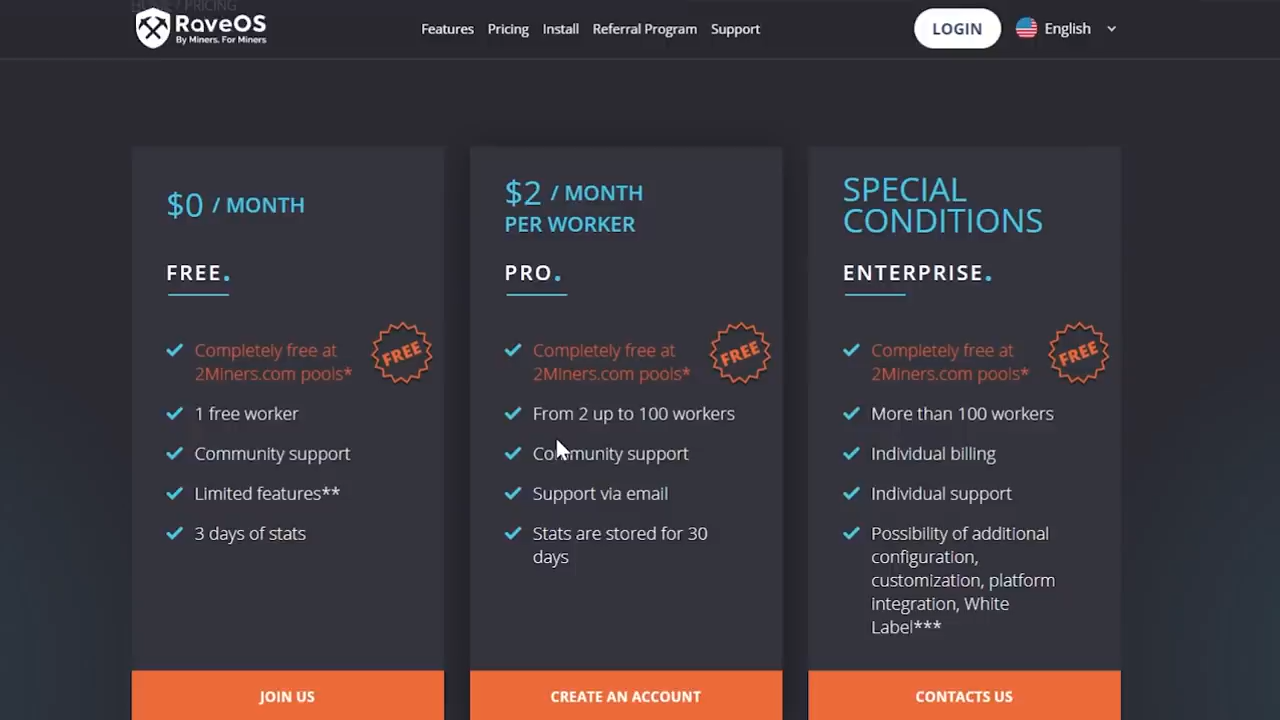 HOME / PRICING
RaveOS
By Miners. For Miners
Features
Pricing
Install
Referral Program
Support
LOGIN
English
$0 / MONTH
FREE.
Completely free at
2Miners.com pools*
FREE
1 free worker
Community support
Limited features**
3 days of stats
JOIN US
$2 / MONTH
PER WORKER
PRO.
Completely free at
2Miners.com pools*
FREE
From 2 up to 100 workers
Community support
Support via email
Stats are stored for 30
days
CREATE AN ACCOUNT
SPECIAL
CONDITIONS
ENTERPRISE.
Completely free at
2Miners.com pools*
FREE
More than 100 workers
Individual billing
Individual support
Possibility of additional
configuration,
customization, platform
integration, White
Label***
CONTACTS US